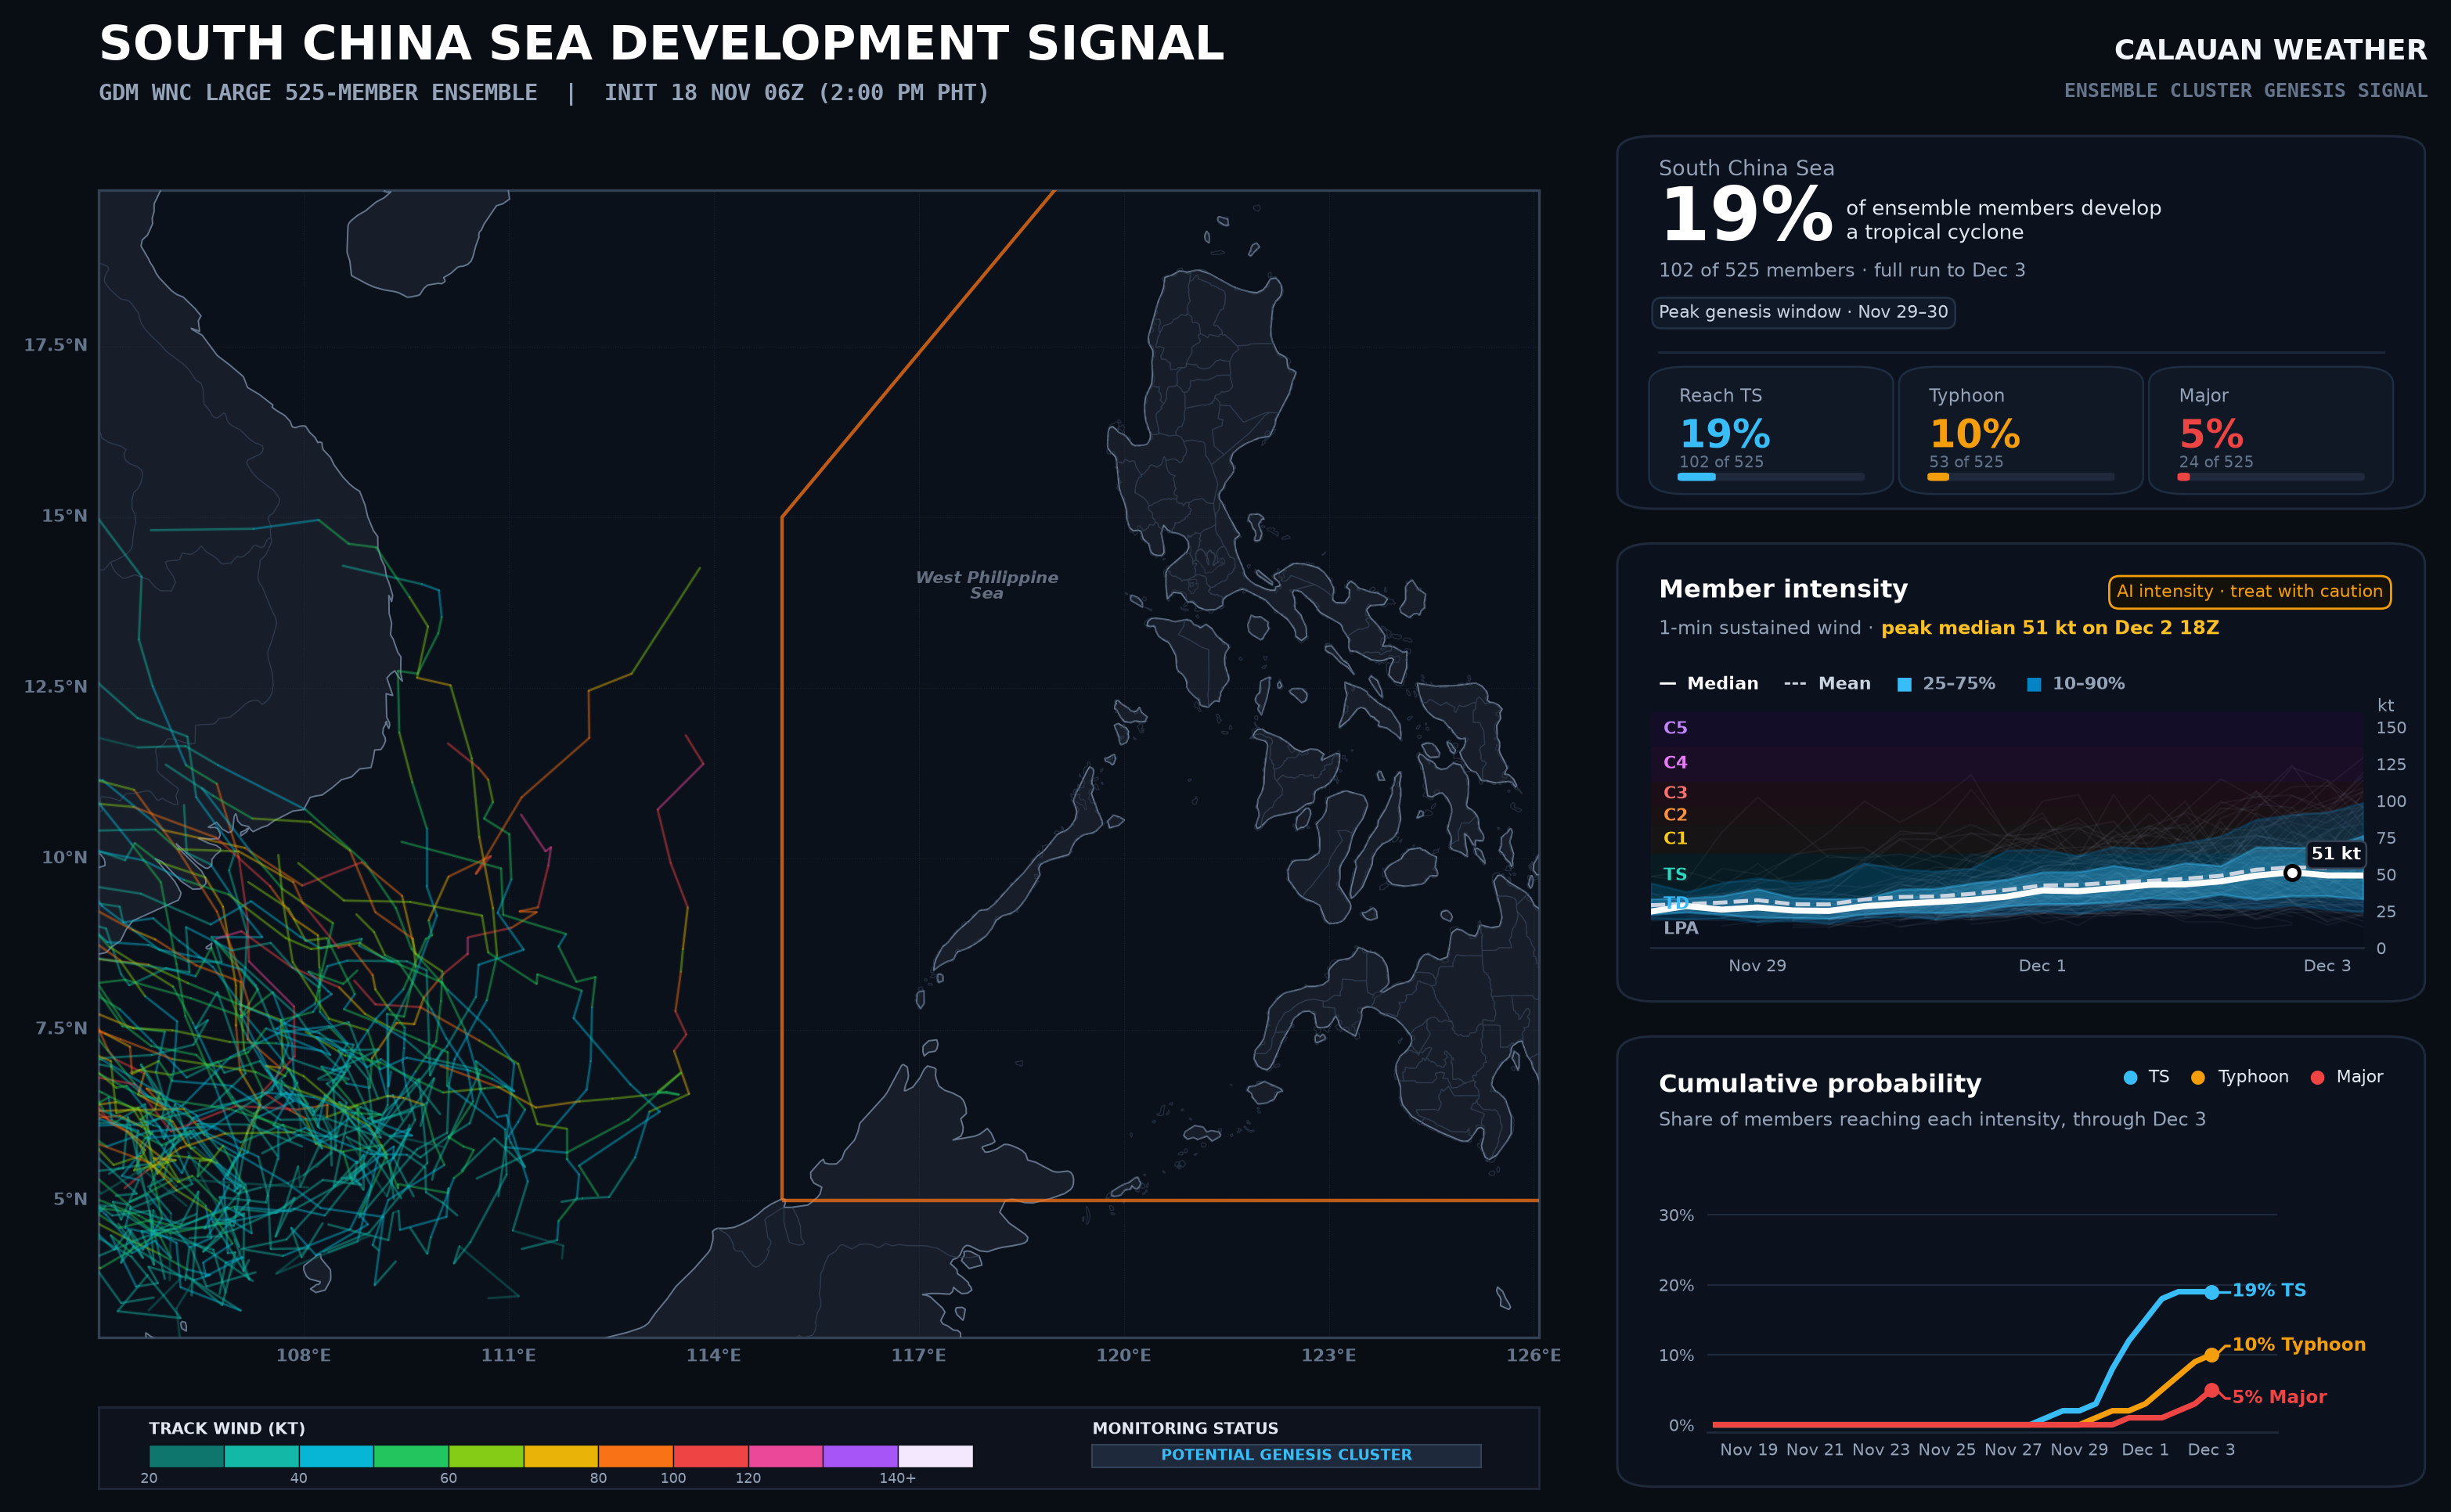 SOUTH CHINA SEA DEVELOPMENT SIGNAL
GDM WNC LARGE 525-MEMBER ENSEMBLE | INIT 18 NOV 06Z (2:00 PM PHT)
CALAUAN WEATHER
ENSEMBLE CLUSTER GENESIS SIGNAL
17.5°N
15°N
12.5°N
10°N
7.5°N
5°N
West Philippine
Sea
108°E
111°E
114°E
117°E
120°E
123°E
126°E
TRACK WIND (KT)
20
40
60
80
100
120
140+
MONITORING STATUS
POTENTIAL GENESIS CLUSTER
South China Sea
19% of ensemble members develop
a tropical cyclone
102 of 525 members · full run to Dec 3
Peak genesis window · Nov 29–30
Reach TS
19%
102 of 525
Typhoon
10%
53 of 525
Major
5%
24 of 525
Member intensity
AI intensity · treat with caution
1-min sustained wind · peak median 51 kt on Dec 2 18Z
Median
Mean
25–75%
10–90%
kt
150
125
100
75
50
25
0
C5
C4
C3
C2
C1
TS
TD
LPA
51 kt
Nov 29
Dec 1
Dec 3
Cumulative probability
TS
Typhoon
Major
Share of members reaching each intensity, through Dec 3
30%
20%
10%
0%
19% TS
10% Typhoon
5% Major
Nov 19
Nov 21
Nov 23
Nov 25
Nov 27
Nov 29
Dec 1
Dec 3